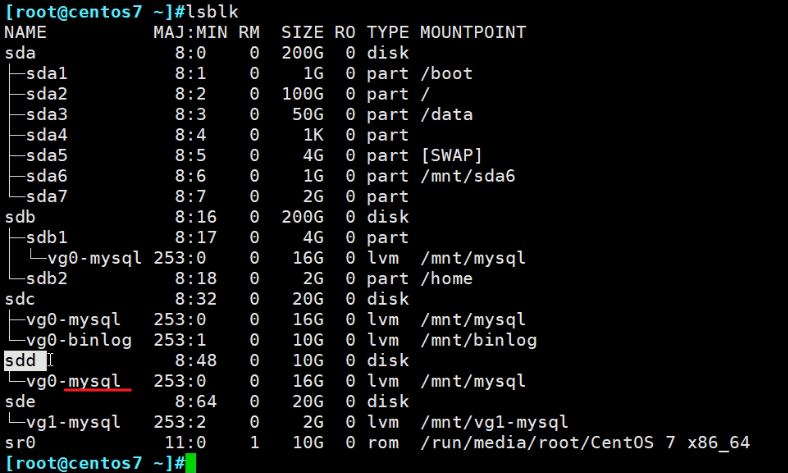 [root@centos7 ~]#lsblk
NAME MAJ:MIN RM SIZE RO TYPE MOUNTPOINT
sda 8:0 0 200G 0 disk
├─sda1 8:1 0 1G 0 part /boot
├─sda2 8:2 0 100G 0 part /
├─sda3 8:3 0 50G 0 part /data
├─sda4 8:4 0 1K 0 part
├─sda5 8:5 0 4G 0 part [SWAP]
├─sda6 8:6 0 1G 0 part /mnt/sda6
└─sda7 8:7 0 2G 0 part
sdb 8:16 0 200G 0 disk
├─sdb1 8:17 0 4G 0 part
│ └─vg0-mysql 253:0 0 16G 0 lvm /mnt/mysql
└─sdb2 8:18 0 2G 0 part /home
sdc 8:32 0 20G 0 disk
├─vg0-mysql 253:0 0 16G 0 lvm /mnt/mysql
└─vg0-binlog 253:1 0 10G 0 lvm /mnt/binlog
sdd 8:48 0 10G 0 disk
└─vg0-mysql 253:0 0 16G 0 lvm /mnt/mysql
sde 8:64 0 20G 0 disk
└─vg1-mysql 253:2 0 2G 0 lvm /mnt/vg1-mysql
sr0 11:0 1 10G 0 rom /run/media/root/CentOS 7 x86_64
[root@centos7 ~]#